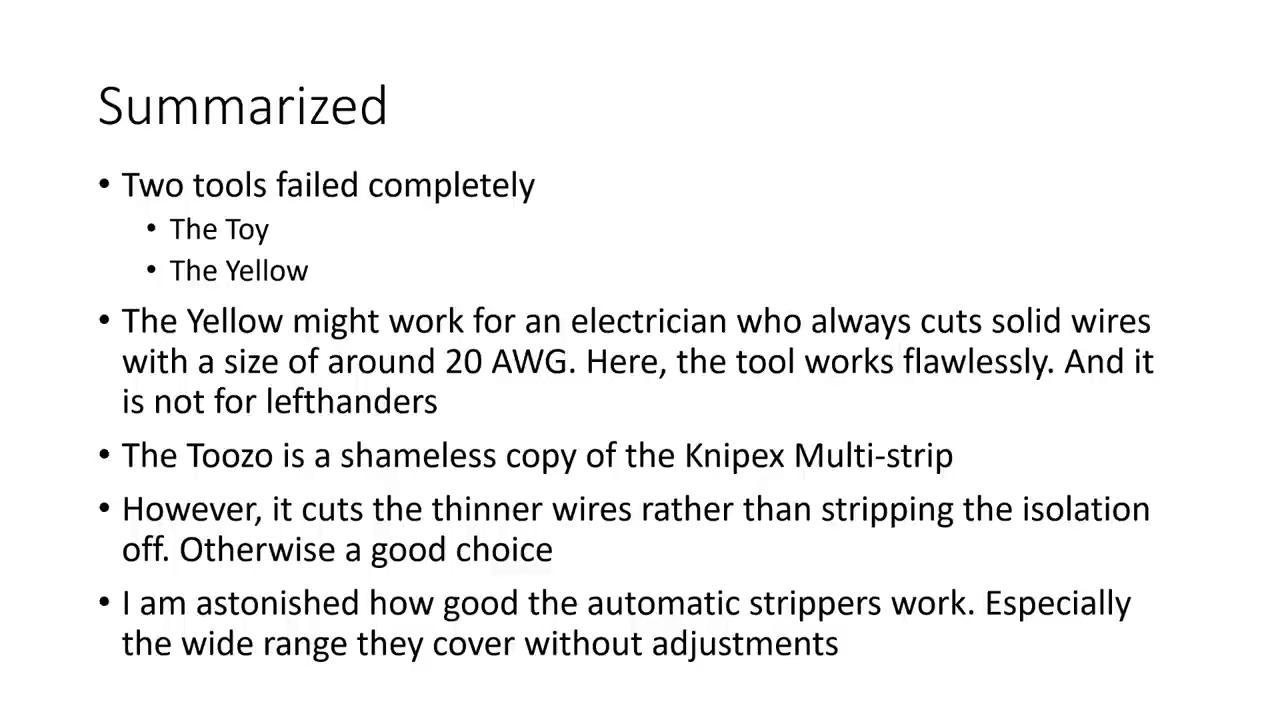 Summarized
• Two tools failed completely
• The Toy
• The Yellow
• The Yellow might work for an electrician who always cuts solid wires
with a size of around 20 AWG. Here, the tool works flawlessly. And it
is not for lefthanders
• The Toozo is a shameless copy of the Knipex Multi-strip
• However, it cuts the thinner wires rather than stripping the isolation
off. Otherwise a good choice
• I am astonished how good the automatic strippers work. Especially
the wide range they cover without adjustments